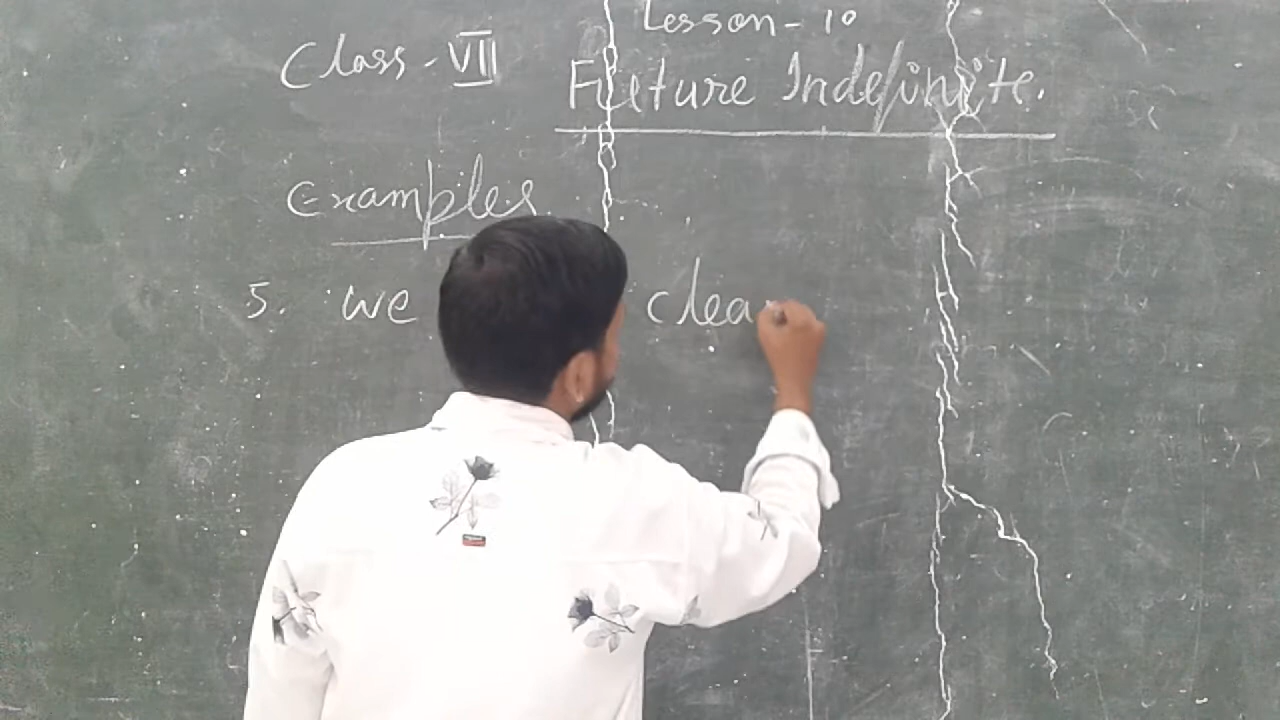 Lesson - 10
Class - VII
Future Indefinite.
Examples
5. we clea